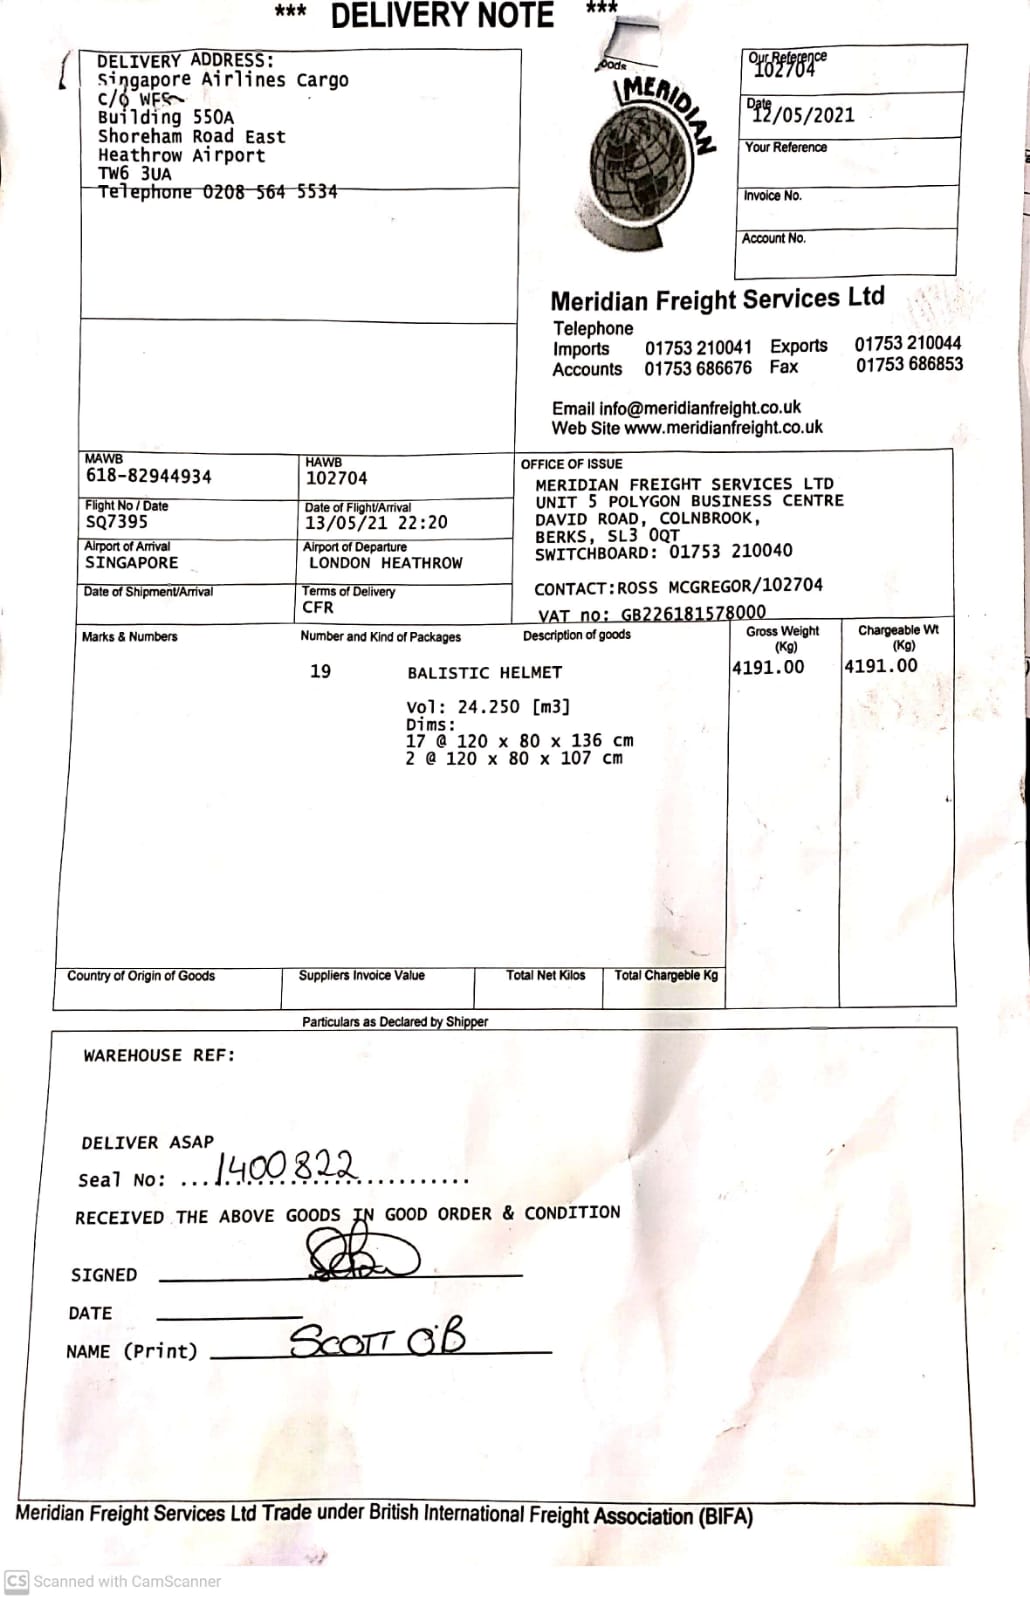 *** DELIVERY NOTE ***
DELIVERY ADDRESS:
Singapore Airlines Cargo
C/O WFS
Building 550A
Shoreham Road East
Heathrow Airport
TW6 3UA
Telephone 0208 564 5534
oods
MERIDIAN
Our Reference
102704
Date
12/05/2021
Your Reference
Invoice No.
Account No.
Meridian Freight Services Ltd
Telephone
Imports 01753 210041 Exports 01753 210044
Accounts 01753 686676 Fax 01753 686853
Email info@meridianfreight.co.uk
Web Site www.meridianfreight.co.uk
MAWB
618-82944934
HAWB
102704
Flight No / Date
SQ7395
Date of Flight/Arrival
13/05/21 22:20
Airport of Arrival
SINGAPORE
Airport of Departure
LONDON HEATHROW
Date of Shipment/Arrival
Terms of Delivery
CFR
OFFICE OF ISSUE
MERIDIAN FREIGHT SERVICES LTD
UNIT 5 POLYGON BUSINESS CENTRE
DAVID ROAD, COLNBROOK,
BERKS, SL3 0QT
SWITCHBOARD: 01753 210040
CONTACT:ROSS MCGREGOR/102704
VAT no: GB226181578000
Marks & Numbers Number and Kind of Packages Description of goods Gross Weight (Kg) Chargeable Wt (Kg)
19 BALISTIC HELMET 4191.00 4191.00
Vol: 24.250 [m3]
Dims:
17 @ 120 x 80 x 136 cm
2 @ 120 x 80 x 107 cm
Country of Origin of Goods Suppliers Invoice Value Total Net Kilos Total Chargeble Kg
Particulars as Declared by Shipper
WAREHOUSE REF:
DELIVER ASAP
Seal No: ...1400822...
RECEIVED THE ABOVE GOODS IN GOOD ORDER & CONDITION
SIGNED
DATE
NAME (Print) SCOTT O'B
Meridian Freight Services Ltd Trade under British International Freight Association (BIFA)
CS Scanned with CamScanner